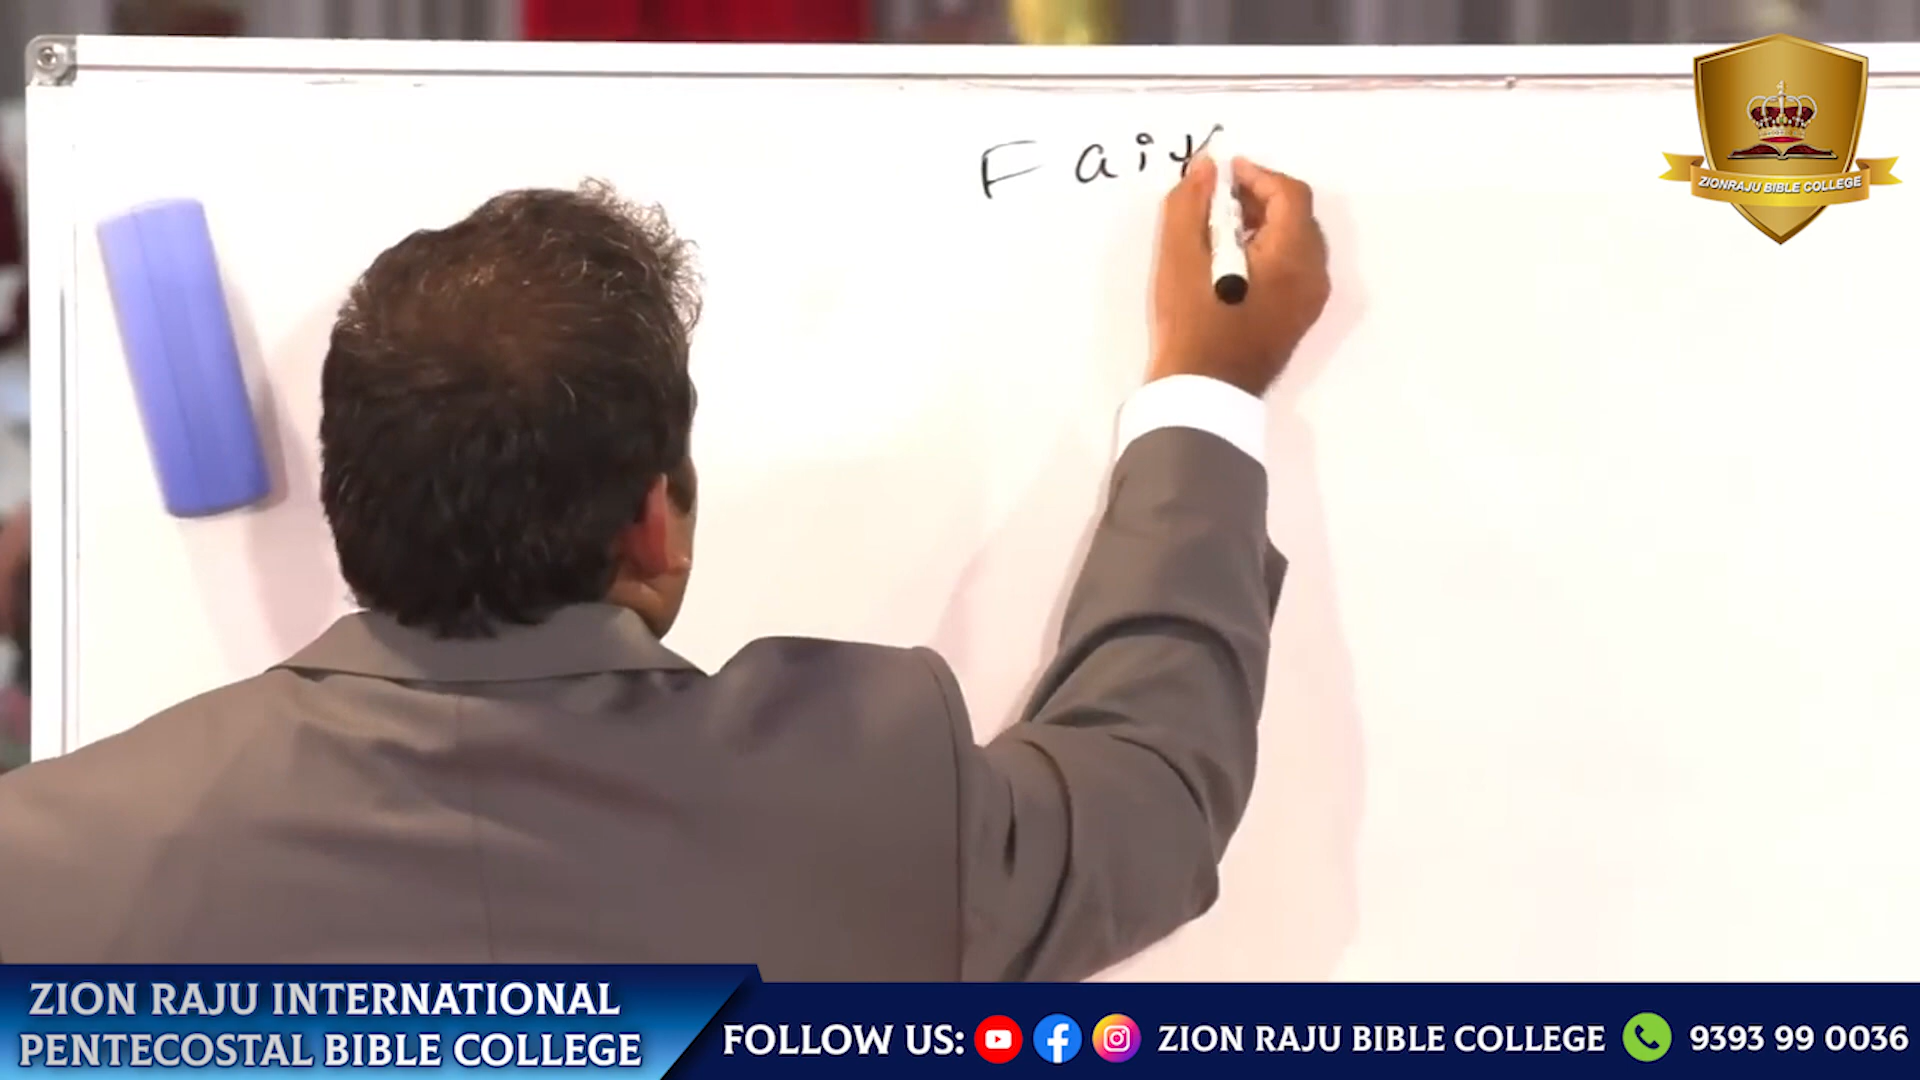 Fait
ZIONRAJU BIBLE COLLEGE
ZION RAJU INTERNATIONAL
PENTECOSTAL BIBLE COLLEGE
FOLLOW US: ZION RAJU BIBLE COLLEGE 9393 99 0036